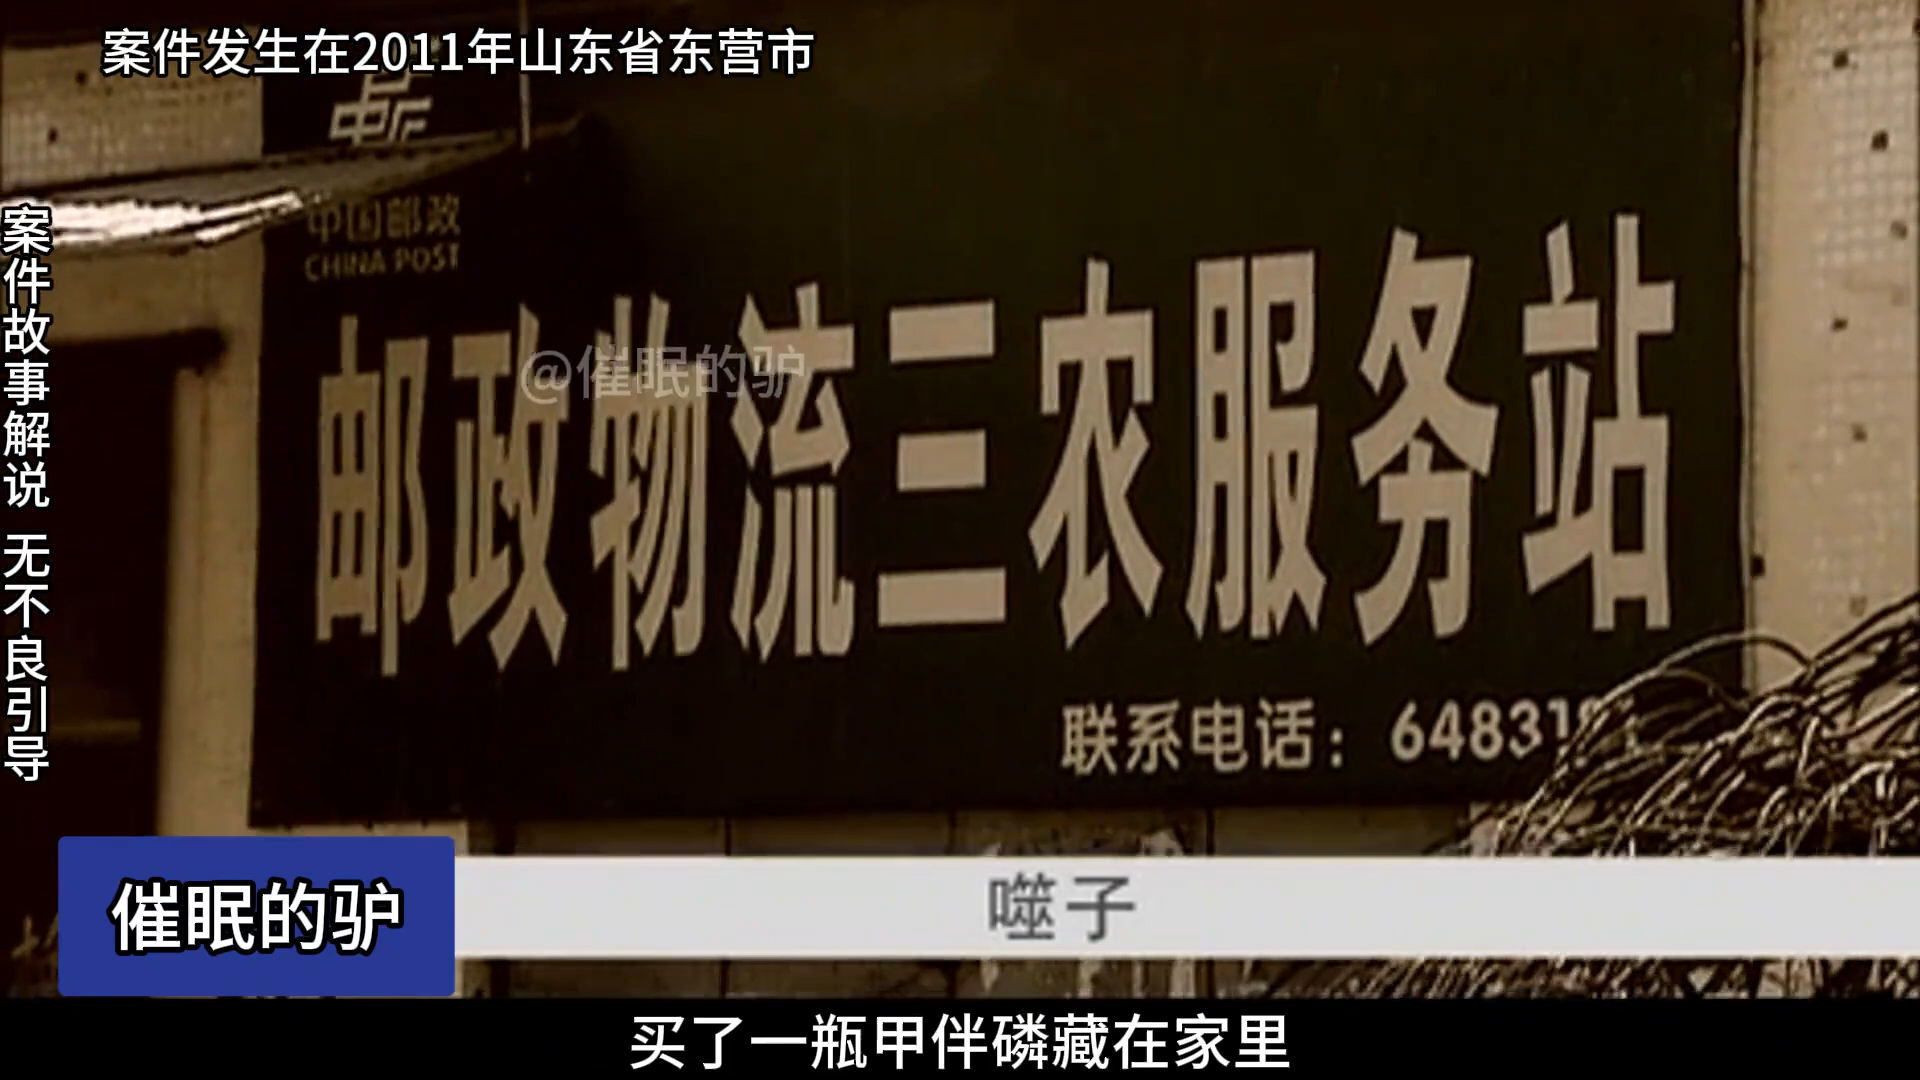 案件发生在2011年山东省东营市
中国邮政
CHINA POST
案件故事解说 无不良引导
@催眠的驴
邮政物流三农服务站
联系电话：648319
催眠的驴
噬子
买了一瓶甲伴磷藏在家里